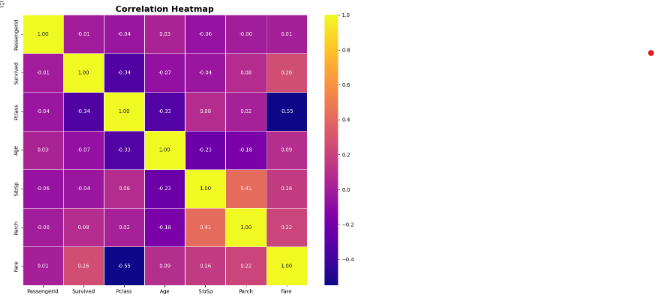 Correlation Heatmap
PassengerId 1.00 -0.01 -0.04 0.03 -0.06 -0.00 0.01
Survived -0.01 1.00 -0.34 -0.07 -0.04 0.08 0.26
Pclass -0.04 -0.34 1.00 -0.33 0.08 0.02 -0.55
Age 0.03 -0.07 -0.33 1.00 -0.23 -0.18 0.09
SibSp -0.06 -0.04 0.08 -0.23 1.00 0.41 0.16
Parch -0.00 0.08 0.02 -0.18 0.41 1.00 0.22
Fare 0.01 0.26 -0.55 0.09 0.16 0.22 1.00
PassengerId Survived Pclass Age SibSp Parch Fare
1.0
0.8
0.6
0.4
0.2
0.0
−0.2
−0.4